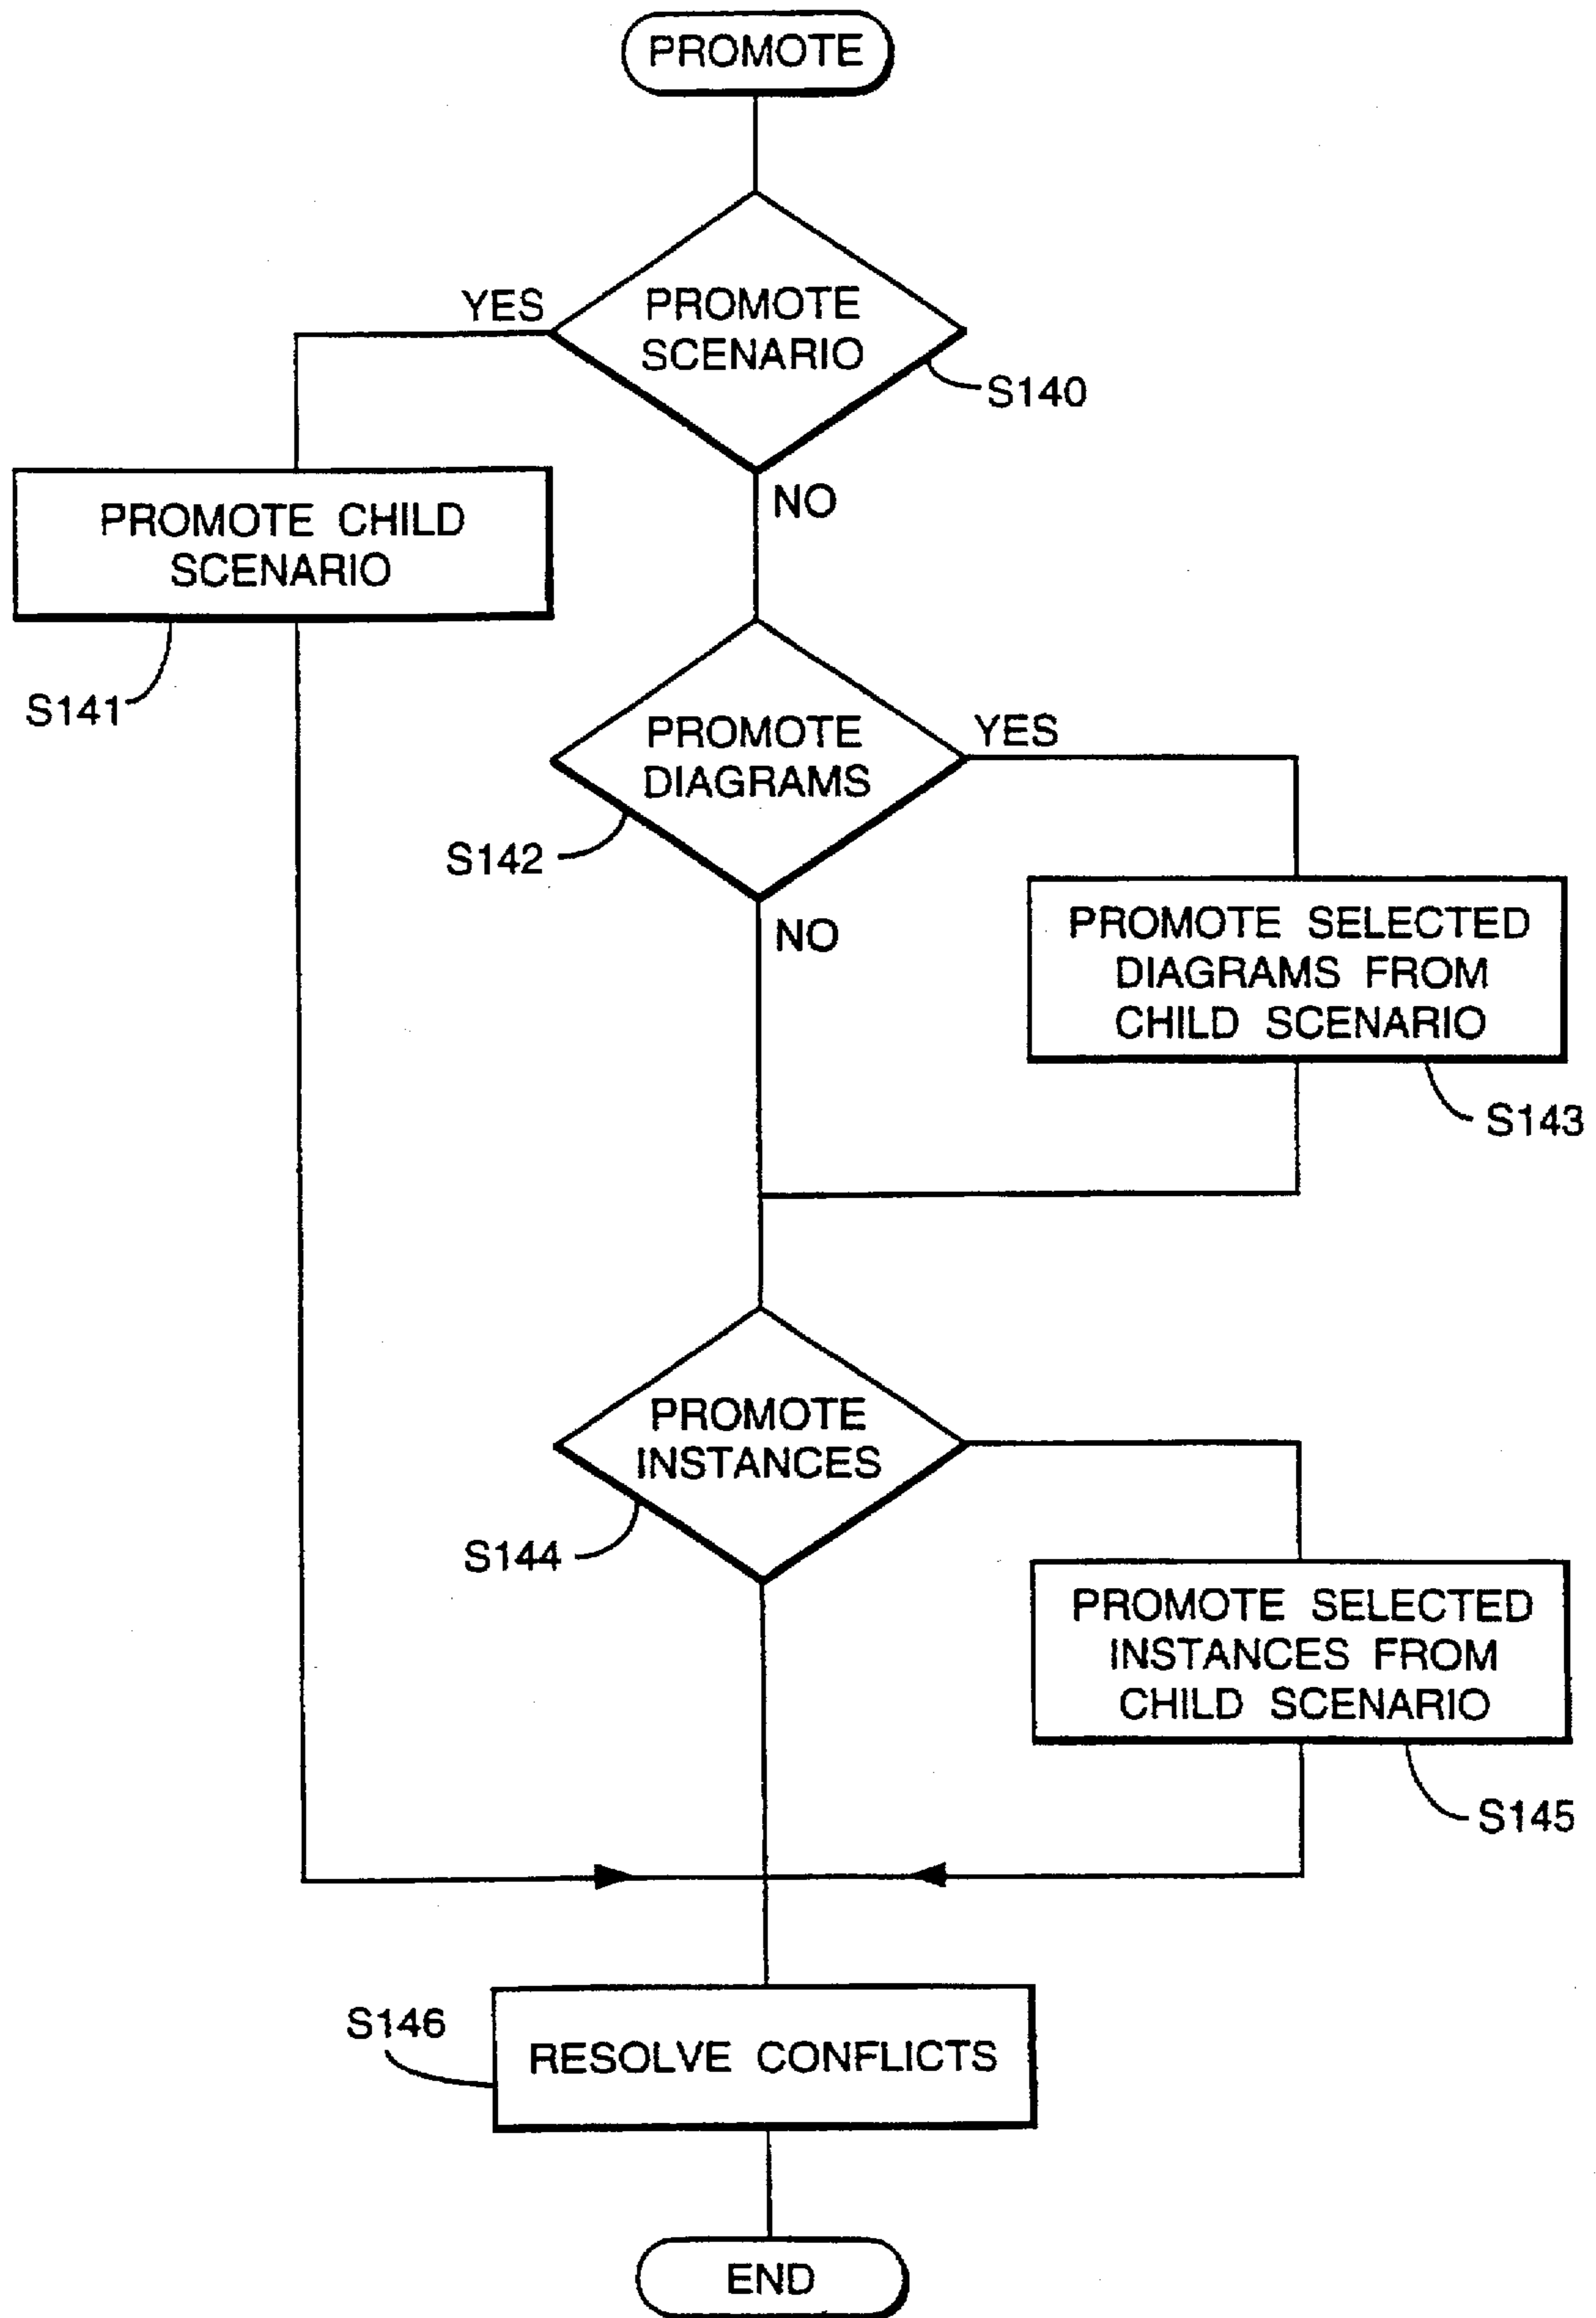 PROMOTE
YES
PROMOTE
SCENARIO
S140
NO
PROMOTE CHILD
SCENARIO
S141
PROMOTE
DIAGRAMS
YES
S142
NO
PROMOTE SELECTED
DIAGRAMS FROM
CHILD SCENARIO
S143
PROMOTE
INSTANCES
S144
PROMOTE SELECTED
INSTANCES FROM
CHILD SCENARIO
S145
S146
RESOLVE CONFLICTS
END